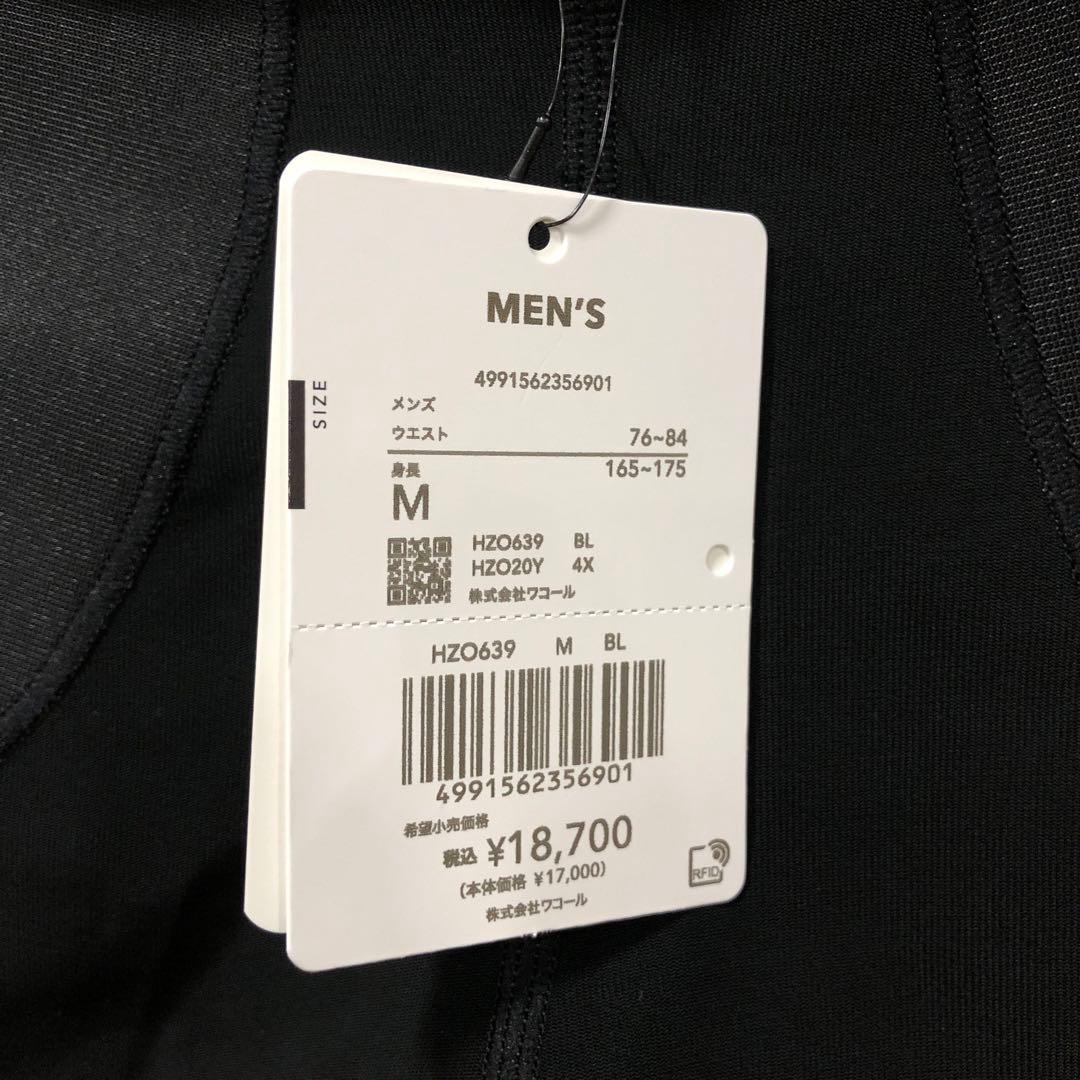 MEN'S
4991562356901
SIZE
メンズ
ウエスト 76~84
身長 165~175
M
HZO639 BL
HZO20Y 4X
株式会社ワコール
HZO639 M BL
4991562356901
希望小売価格
税込 ¥18,700
(本体価格 ¥17,000)
株式会社ワコール
RFID